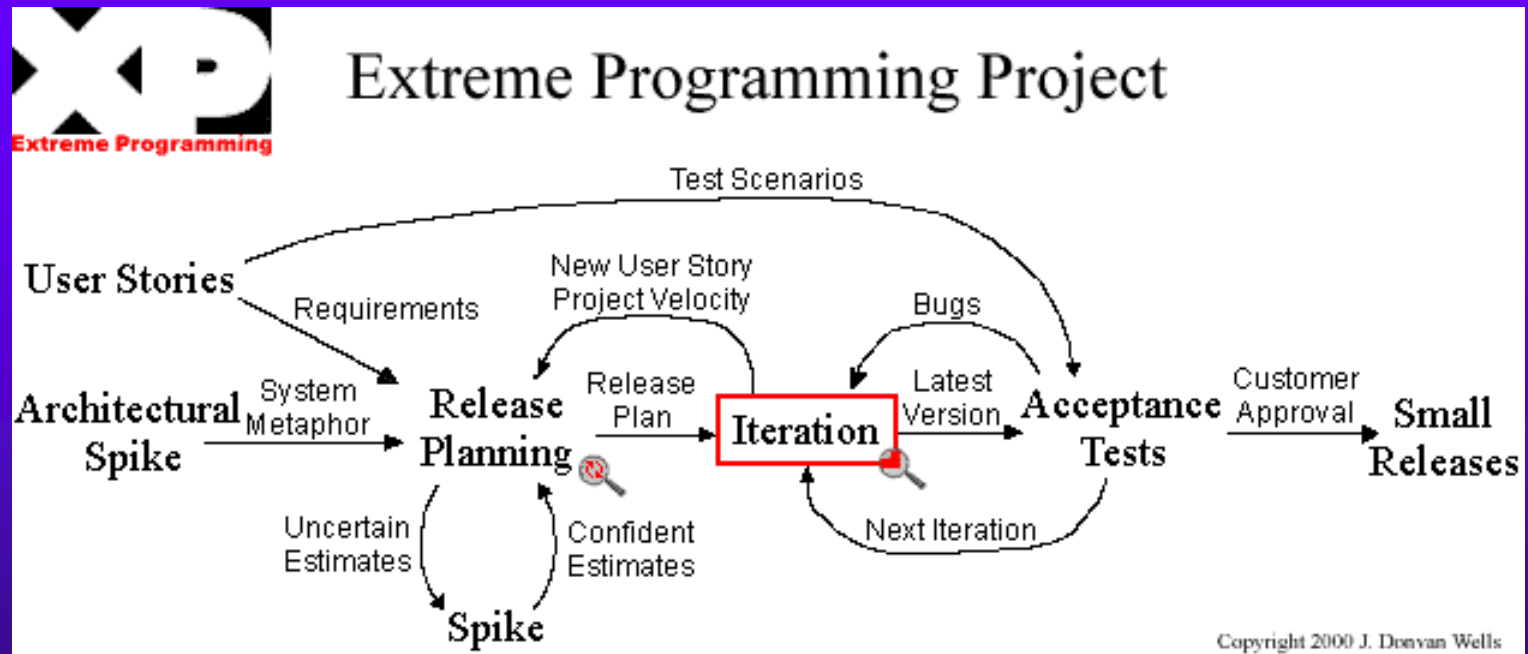 XP
Extreme Programming
Extreme Programming Project
Test Scenarios
User Stories
New User Story
Project Velocity
Bugs
Requirements
Architectural
Spike
System
Metaphor
Release
Planning
Release
Plan
Iteration
Latest
Version
Acceptance
Tests
Customer
Approval
Small
Releases
Uncertain
Estimates
Confident
Estimates
Next Iteration
Spike
Copyright 2000 J. Donvan Wells